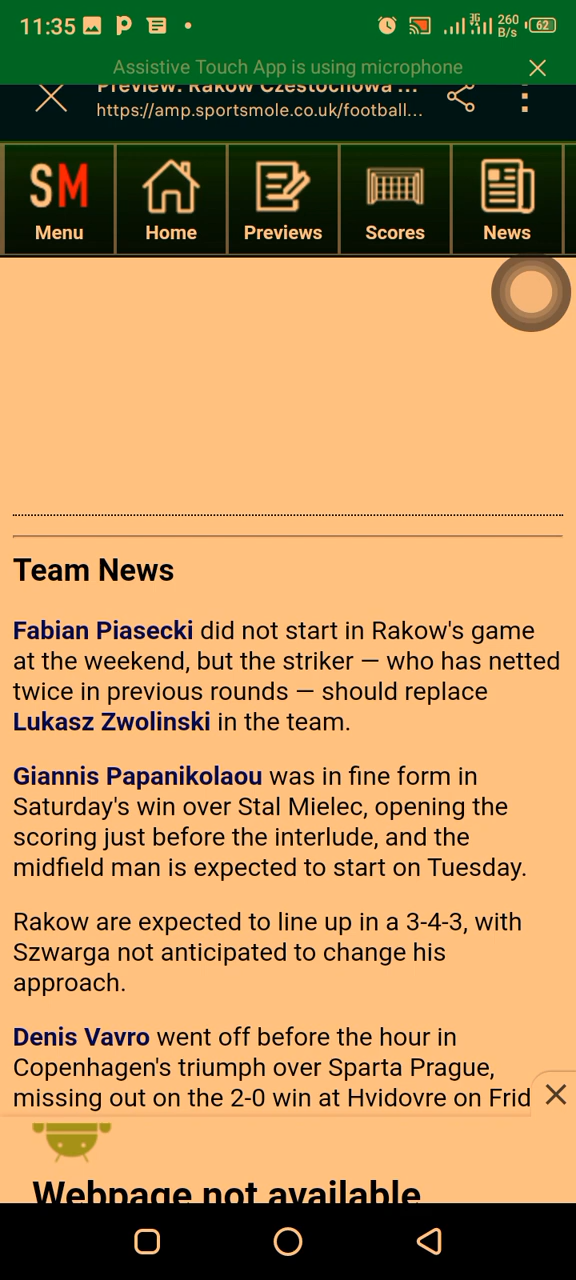 11:35
3G
260
B/s
62
Assistive Touch App is using microphone
Preview: Rakow Czestochowa ...
https://amp.sportsmole.co.uk/football...
SM
Menu
Home
Previews
Scores
News
Team News
Fabian Piasecki did not start in Rakow's game
at the weekend, but the striker — who has netted
twice in previous rounds — should replace
Lukasz Zwolinski in the team.
Giannis Papanikolaou was in fine form in
Saturday's win over Stal Mielec, opening the
scoring just before the interlude, and the
midfield man is expected to start on Tuesday.
Rakow are expected to line up in a 3-4-3, with
Szwarga not anticipated to change his
approach.
Denis Vavro went off before the hour in
Copenhagen's triumph over Sparta Prague,
missing out on the 2-0 win at Hvidovre on Frid
Webpage not available